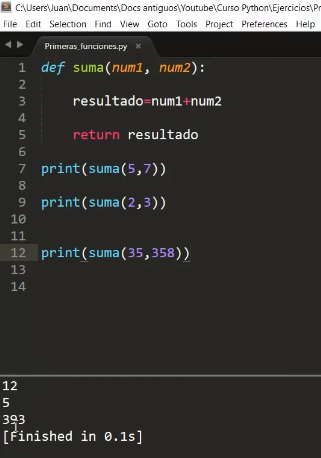 C:\Users\Juan\Documents\Docs antiguos\Youtube\Curso Python\Ejercicios\Pr
File Edit Selection Find View Goto Tools Project Preferences Help
Primeras_funciones.py ×
1 def suma(num1, num2):
2
3 resultado=num1+num2
4
5 return resultado
6
7 print(suma(5,7))
8
9 print(suma(2,3))
10
11
12 print(suma(35,358))
13
14
12
5
393
[Finished in 0.1s]